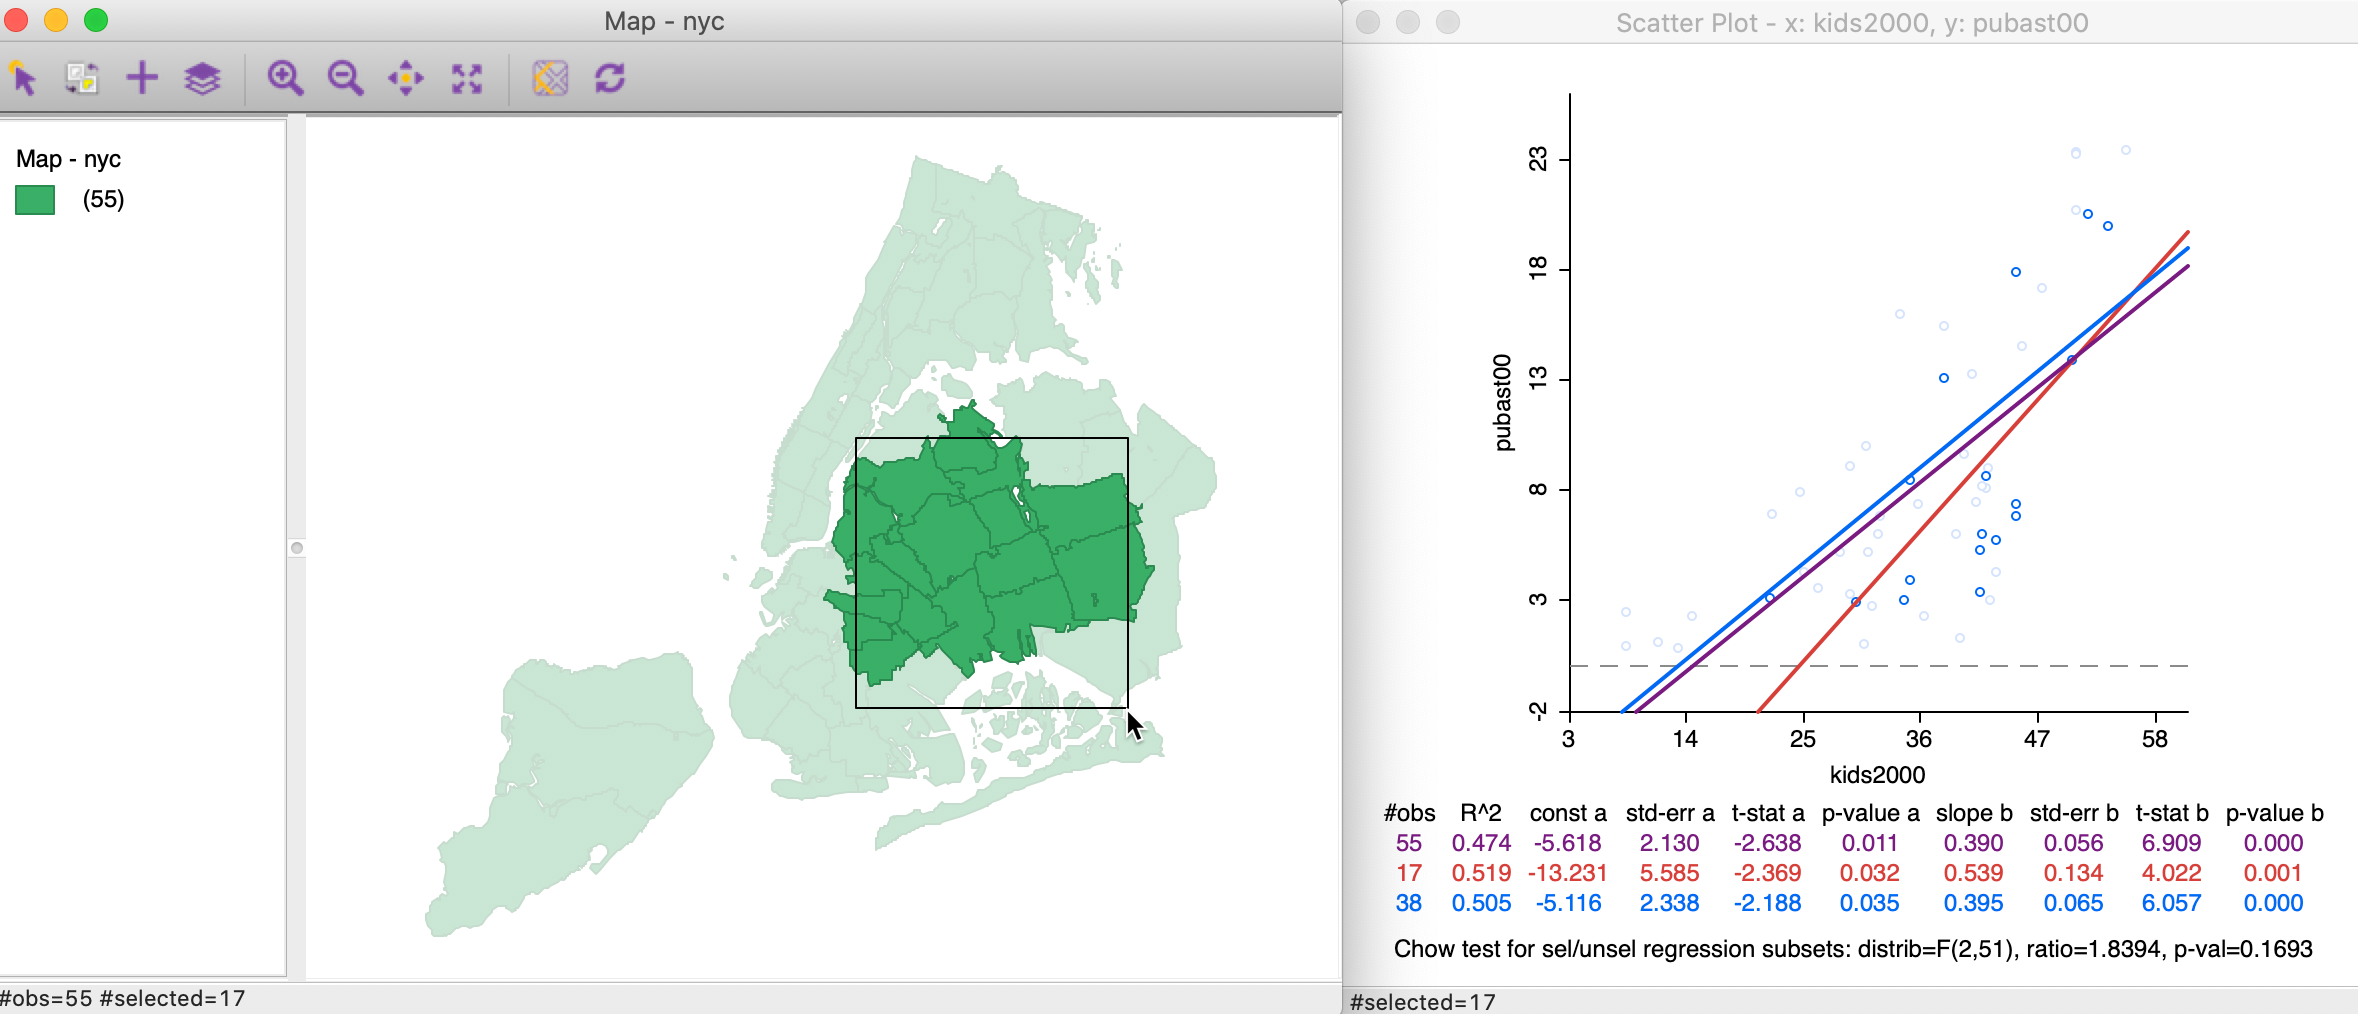 Map - nyc
Map - nyc
(55)
#obs=55 #selected=17
Scatter Plot - x: kids2000, y: pubast00
23
18
13
8
3
-2
pubast00
3 14 25 36 47 58
kids2000
#obs R^2 const a std-err a t-stat a p-value a slope b std-err b t-stat b p-value b
55 0.474 -5.618 2.130 -2.638 0.011 0.390 0.056 6.909 0.000
17 0.519 -13.231 5.585 -2.369 0.032 0.539 0.134 4.022 0.001
38 0.505 -5.116 2.338 -2.188 0.035 0.395 0.065 6.057 0.000
Chow test for sel/unsel regression subsets: distrib=F(2,51), ratio=1.8394, p-val=0.1693
#selected=17